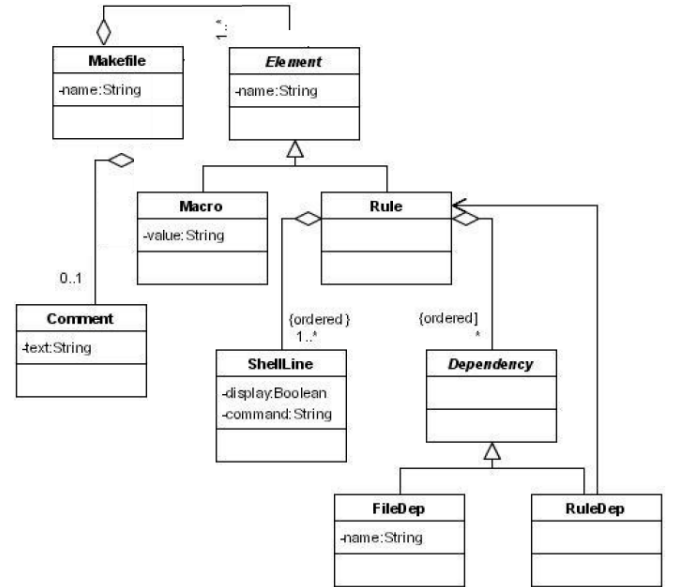 1..*
Makefile
-name:String
Element
-name:String
Macro
-value:String
Rule
0..1
Comment
-text:String
{ordered }
1..*
{ordered]
*
ShellLine
-display:Boolean
-command:String
Dependency
FileDep
-name:String
RuleDep